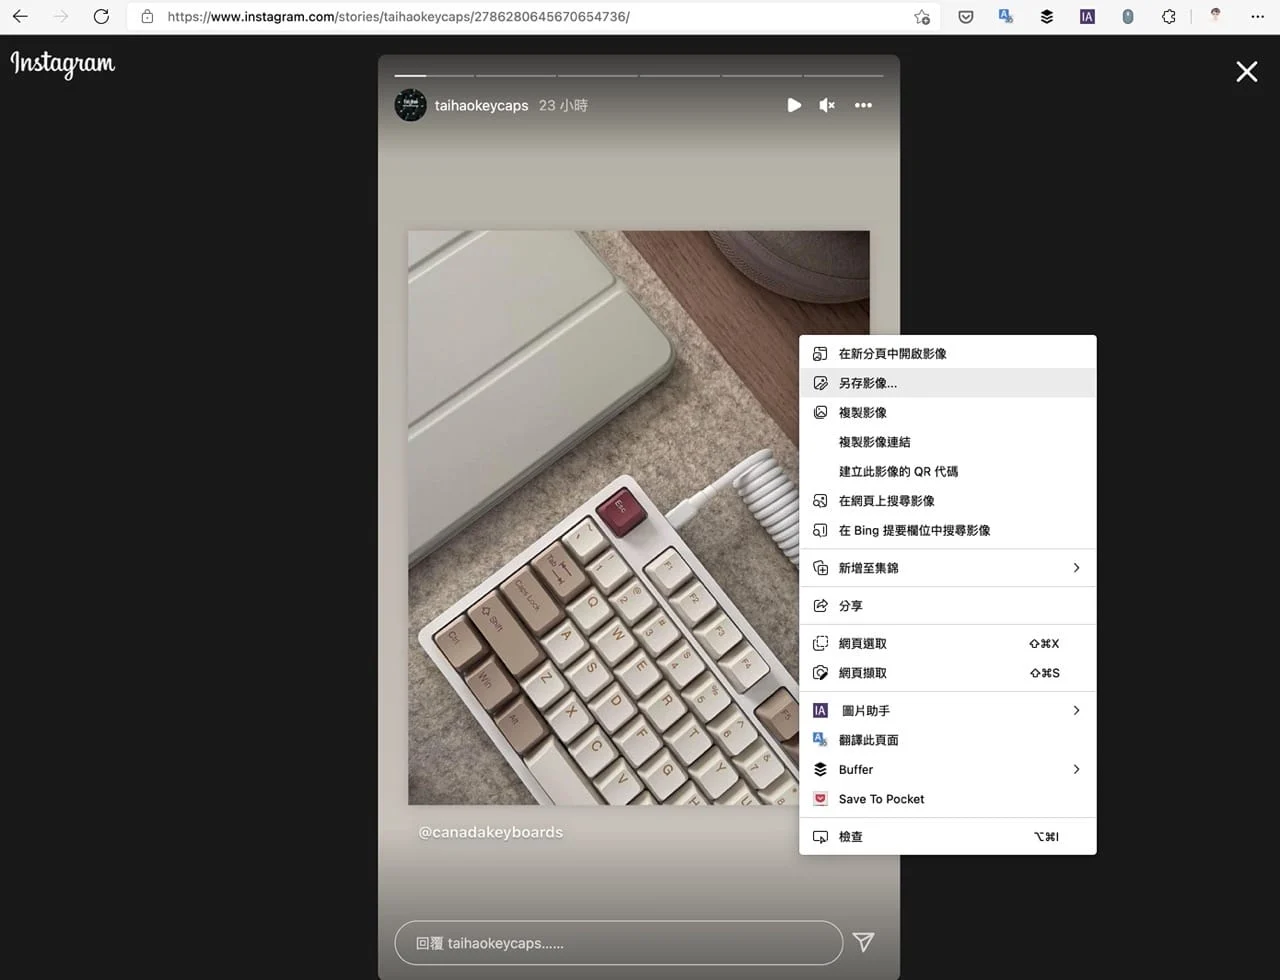 https://www.instagram.com/stories/taihaokeycaps/2786280645670654736/
IA
Instagram
taihaokeycaps 23 小時
在新分頁中開啟影像
另存影像...
複製影像
複製影像連結
建立此影像的 QR 代碼
在網頁上搜尋影像
在 Bing 提要欄位中搜尋影像
新增至集錦
分享
網頁選取 ⇧⌘X
網頁擷取 ⇧⌘S
IA 圖片助手
翻譯此頁面
Buffer
Save To Pocket
檢查 ⌥⌘I
Esc
~ `
! 1
@ 2
# 3
$ 4
% 5
^ 6
& 7
* 8
F1
F2
F3
F4
F5
Tab
Q
W
E
R
T
Y
U
Caps Lock
A
S
D
F
G
H
Shift
Z
X
C
V
Ctrl
Win
Alt
@canadakeyboards
回覆 taihaokeycaps......